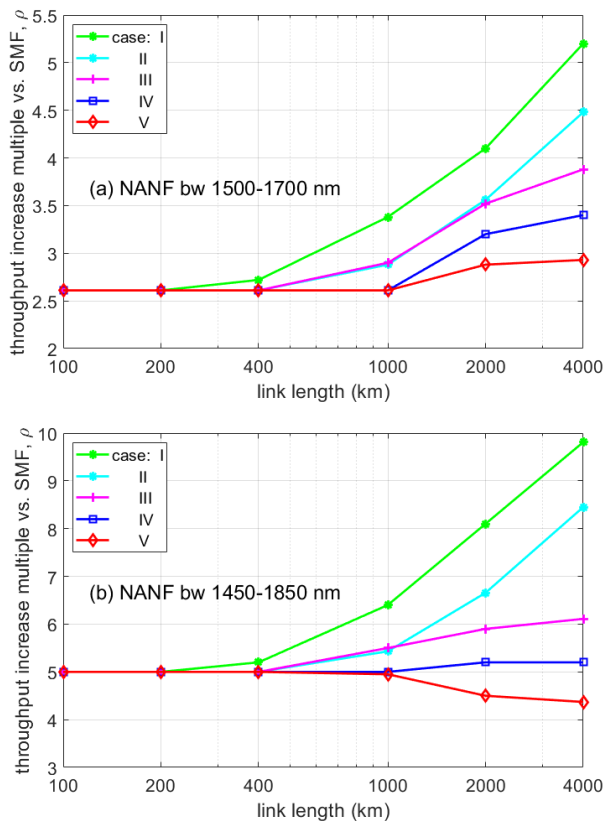 throughput increase multiple vs. SMF, ρ
5.5
5
4.5
4
3.5
3
2.5
2
case: I
II
III
IV
V
(a) NANF bw 1500-1700 nm
100 200 400 1000 2000 4000
link length (km)
throughput increase multiple vs. SMF, ρ
10
9
8
7
6
5
4
3
case: I
II
III
IV
V
(b) NANF bw 1450-1850 nm
100 200 400 1000 2000 4000
link length (km)